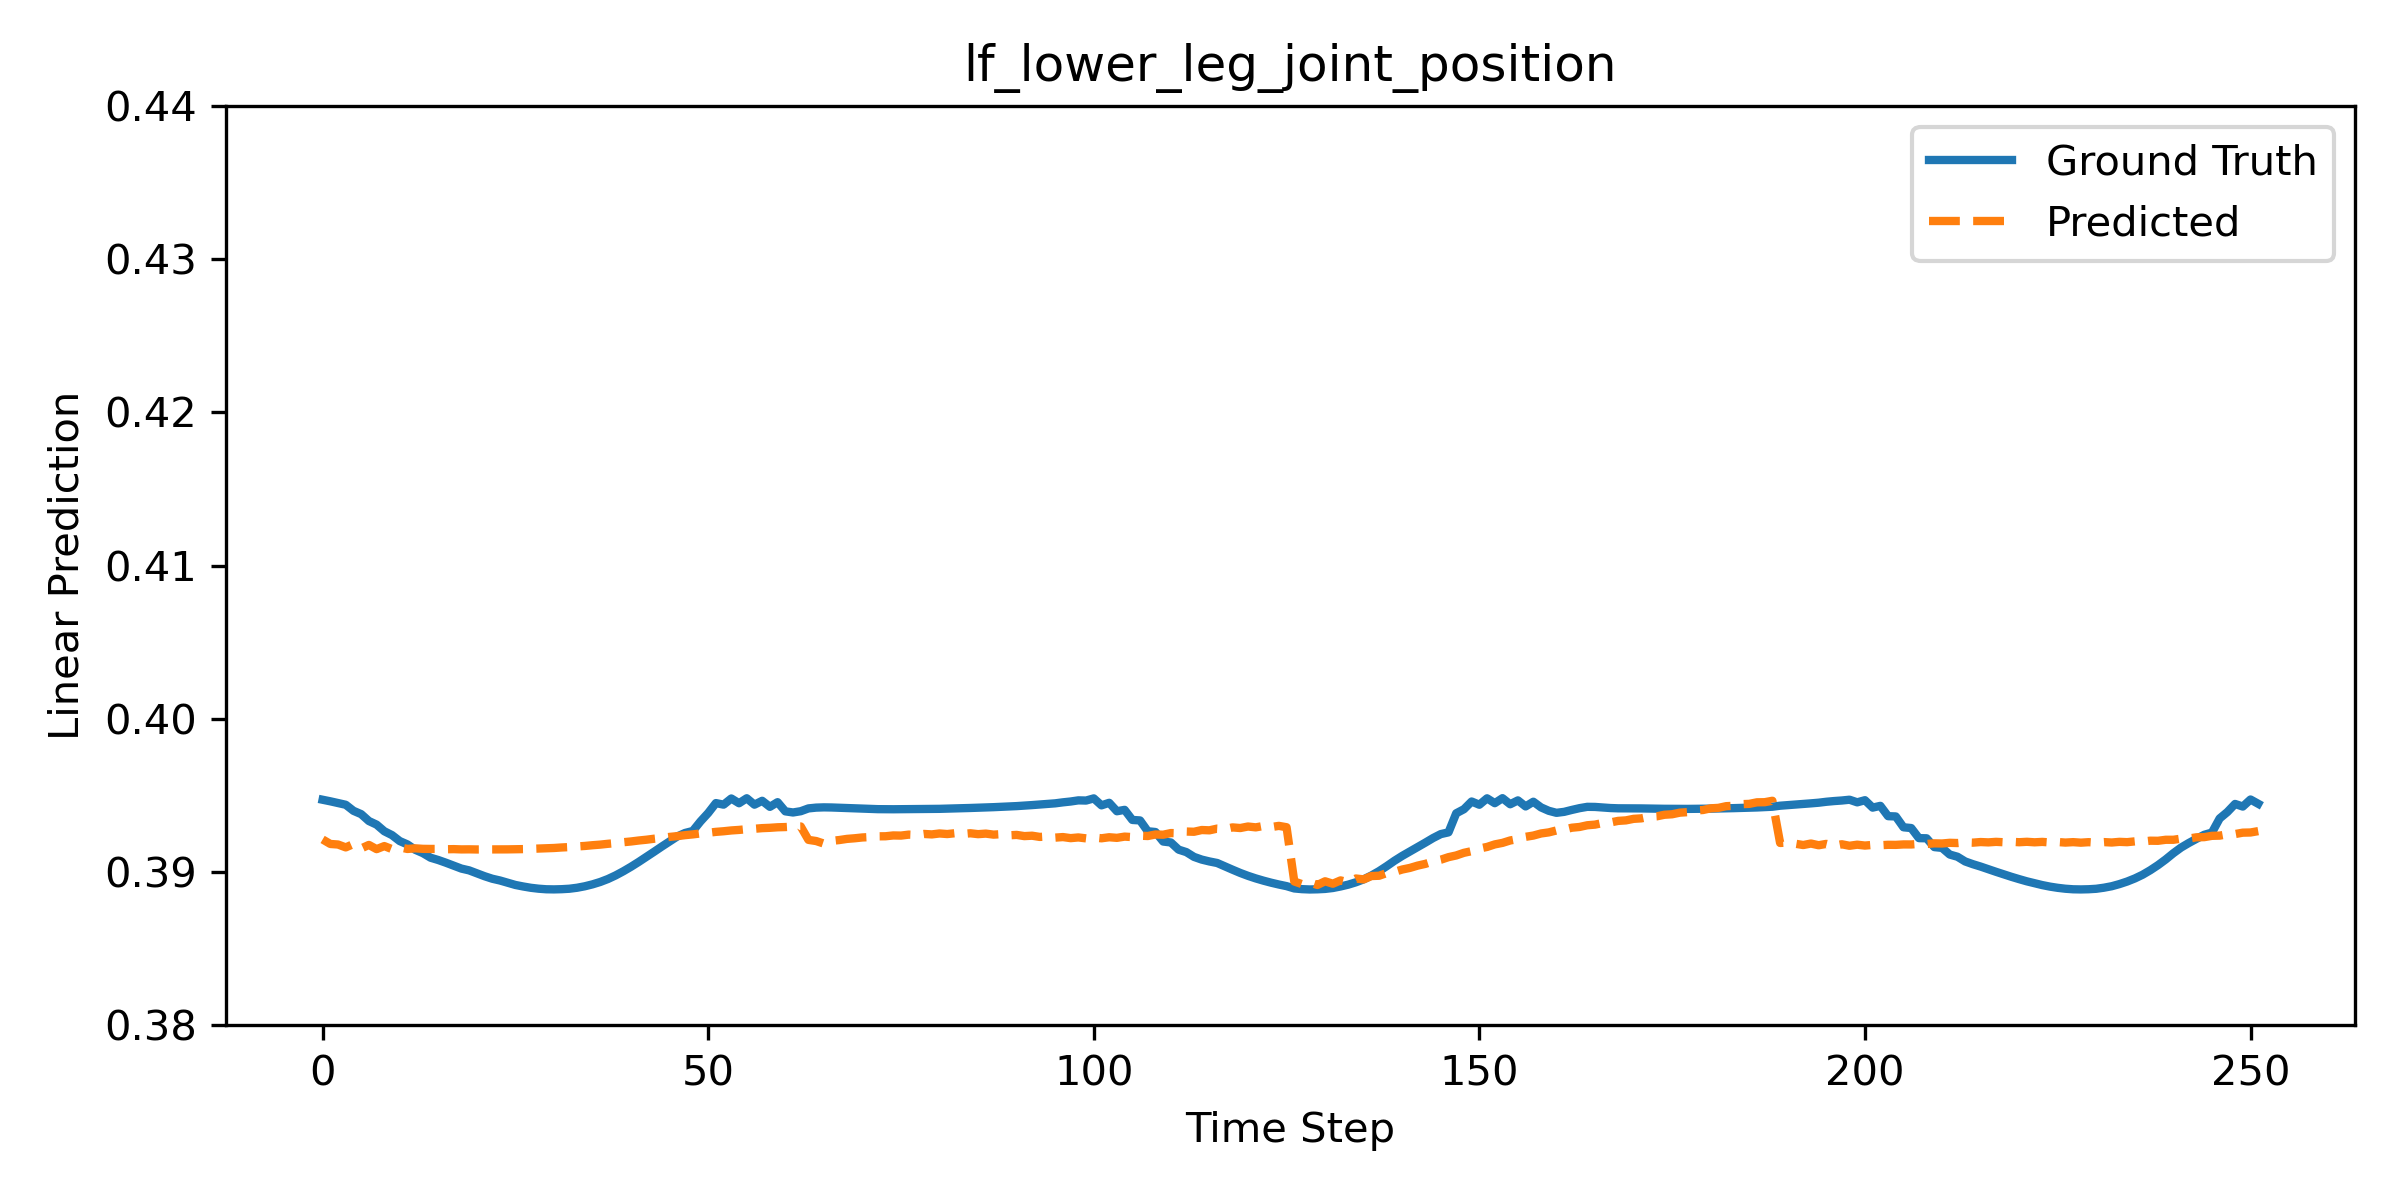 lf_lower_leg_joint_position
0.44
0.43
0.42
0.41
0.40
0.39
0.38
Linear Prediction
Ground Truth
Predicted
0 50 100 150 200 250
Time Step